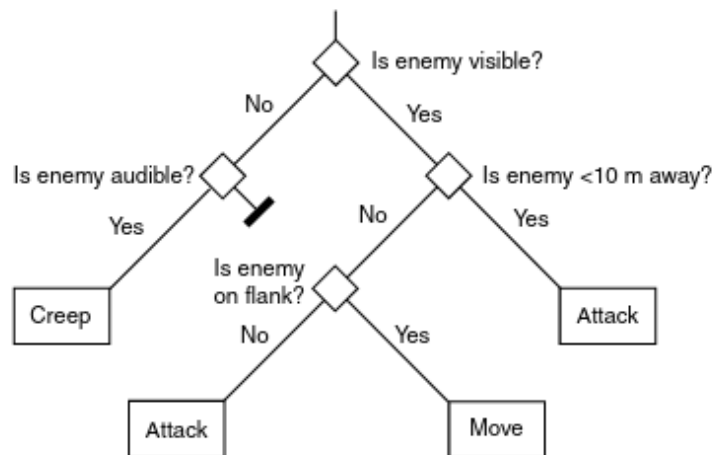 Is enemy visible?
No
Yes
Is enemy audible?
Is enemy <10 m away?
Yes
No
Yes
Is enemy
on flank?
Creep
Attack
No
Yes
Attack
Move